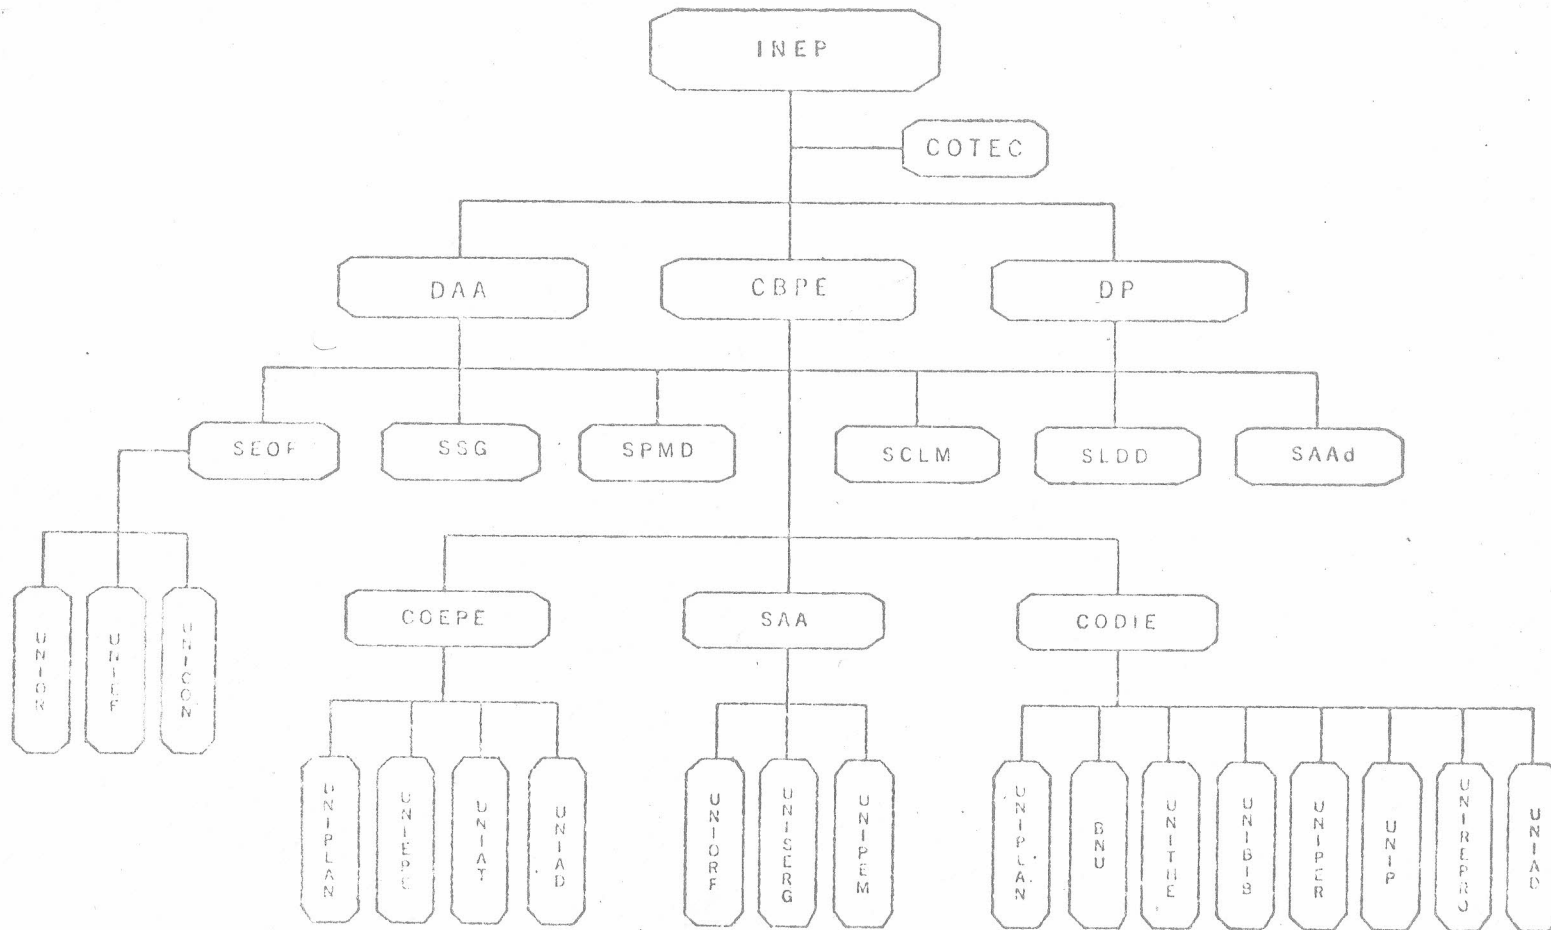 INEP
COTEC
DAA
CBPE
DP
SEOF
SSG
SPMD
SCLM
SLDD
SAAd
COEPE
SAA
CODIE
UNIOR
UNIEF
UNICON
UNIPLAN
UNIEPE
UNIAT
UNIAD
UNIORF
UNISERG
UNIPEM
UNIPLAN
BNU
UNITHE
UNIBIB
UNIPER
UNIP
UNIREPRO
UNIAD